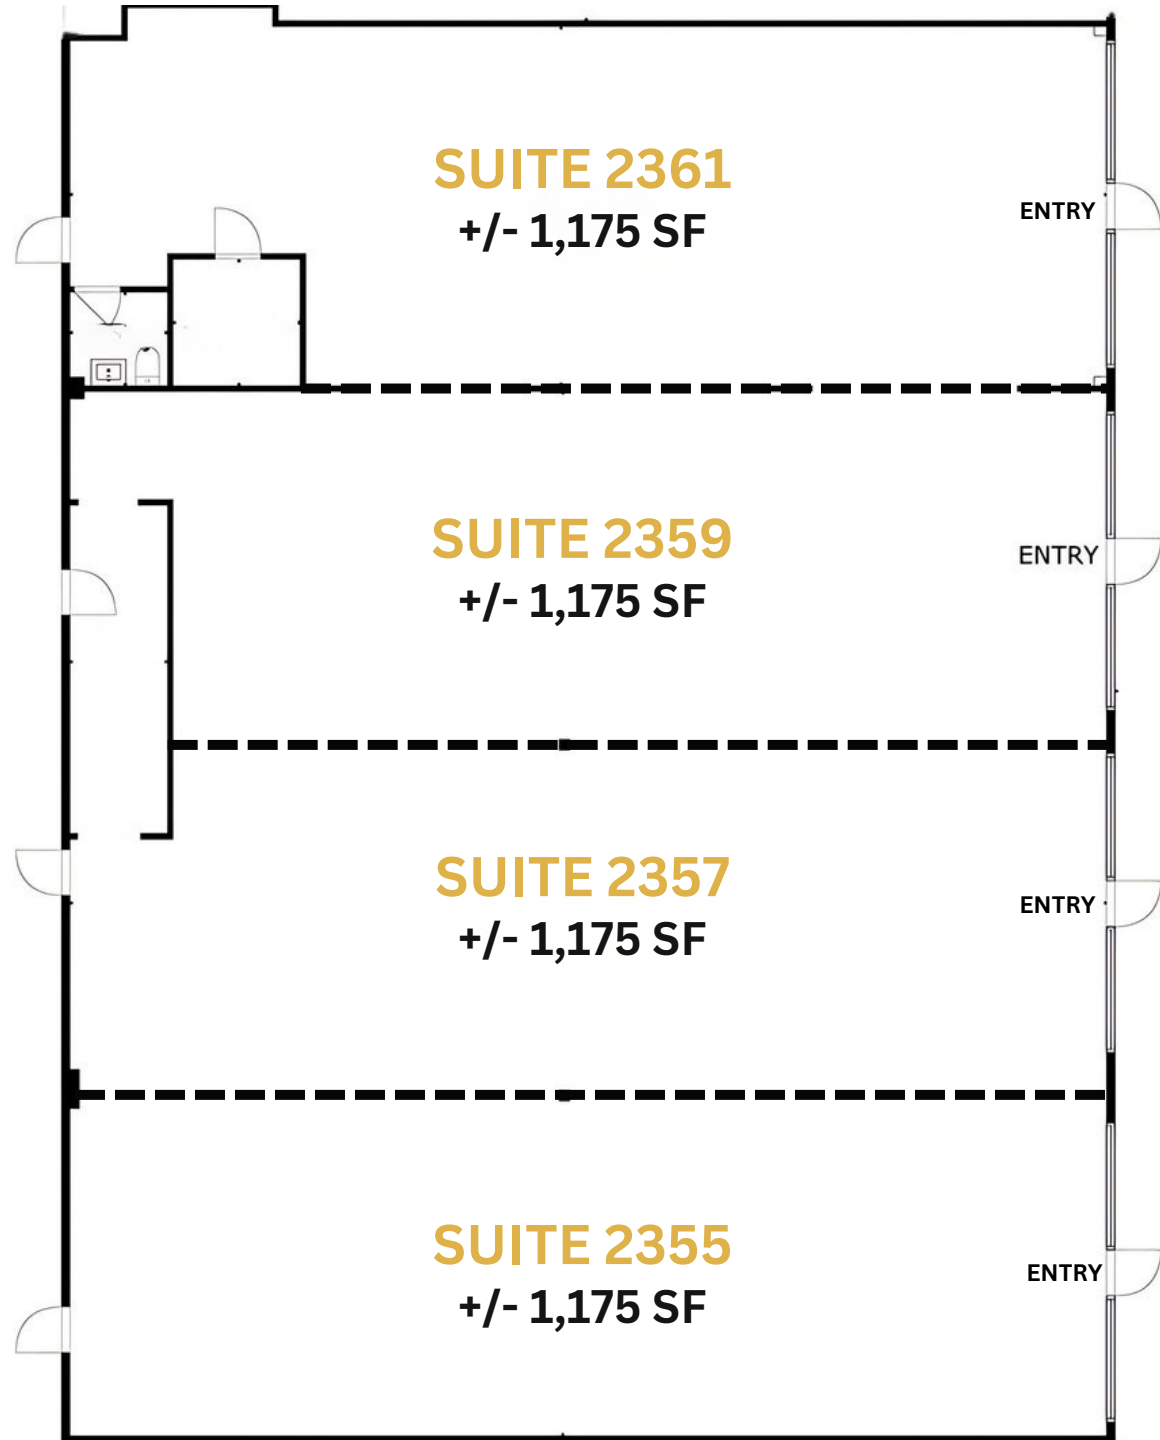 SUITE 2361
+/- 1,175 SF
ENTRY
SUITE 2359
+/- 1,175 SF
ENTRY
SUITE 2357
+/- 1,175 SF
ENTRY
SUITE 2355
+/- 1,175 SF
ENTRY